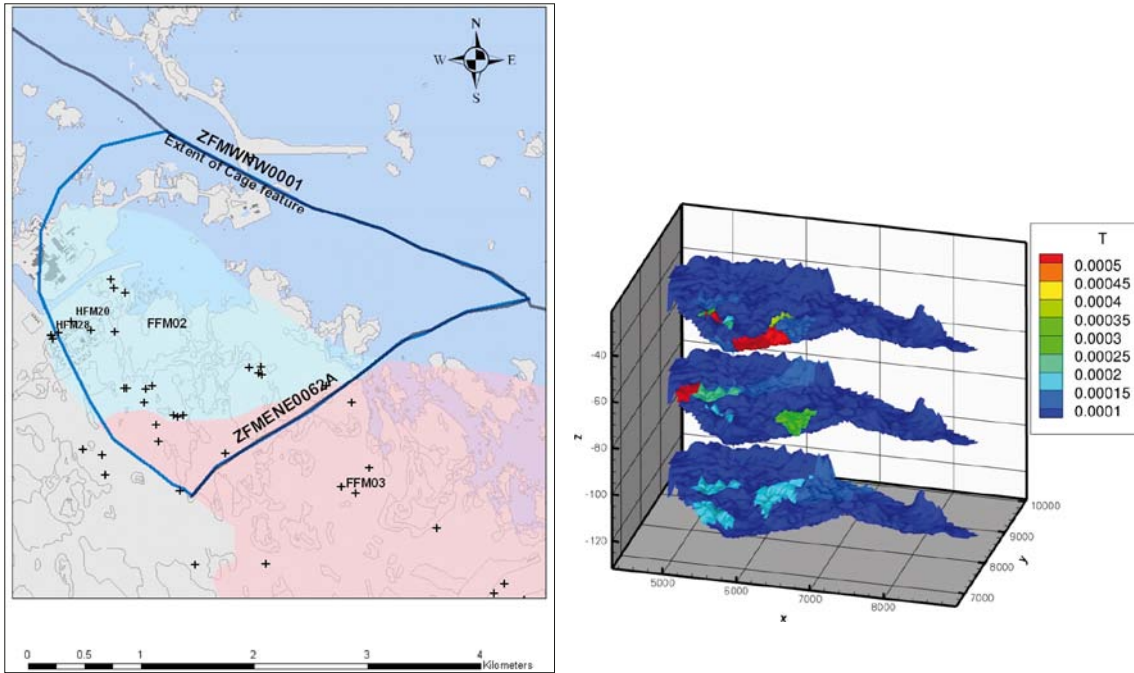 N
W E
S
ZFMWNW0001
Extent of Cage feature
HFM20
HFM28
FFM02
ZFMENE0062A
FFM03
0 0.5 1 2 3 4
Kilometers
T
0.0005
0.00045
0.0004
0.00035
0.0003
0.00025
0.0002
0.00015
0.0001
z
-40
-60
-80
-100
-120
5000 6000 7000 8000
x
7000
8000
9000
10000
y